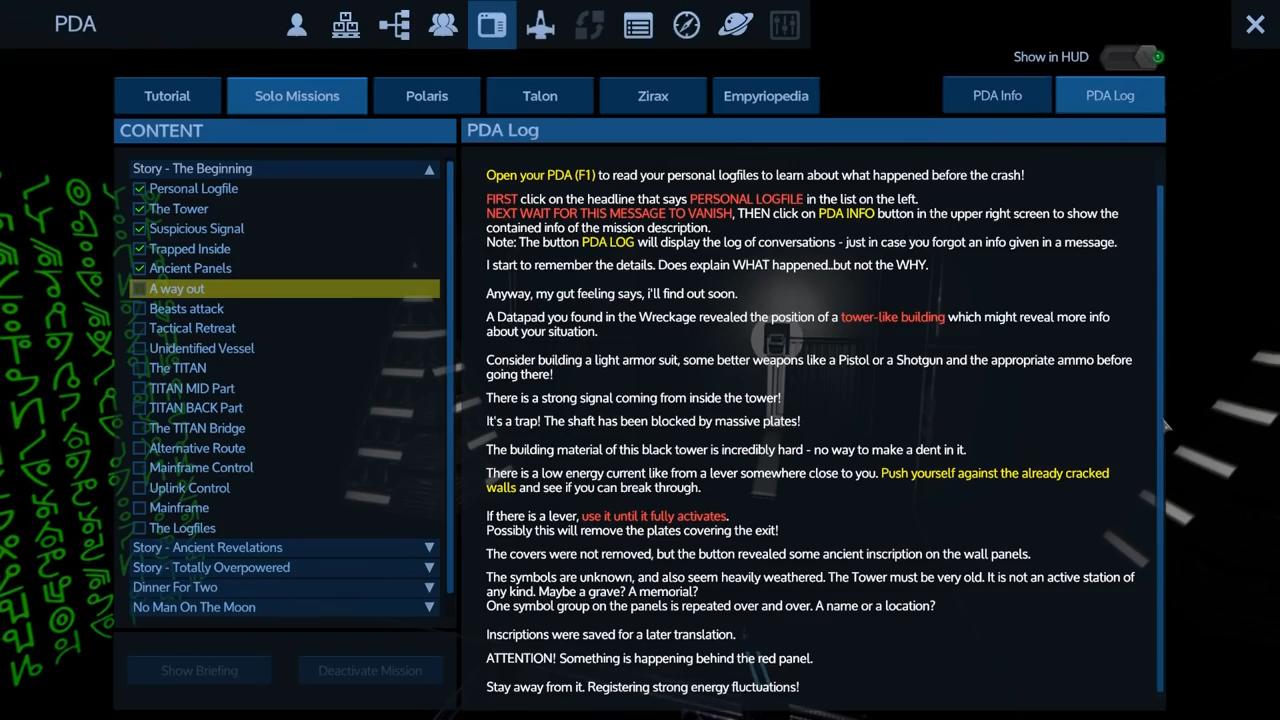 PDA
Show in HUD
Tutorial
Solo Missions
Polaris
Talon
Zirax
Empyriopedia
PDA Info
PDA Log
CONTENT
Story - The Beginning
Personal Logfile
The Tower
Suspicious Signal
Trapped Inside
Ancient Panels
A way out
Beasts attack
Tactical Retreat
Unidentified Vessel
The TITAN
TITAN MID Part
TITAN BACK Part
The TITAN Bridge
Alternative Route
Mainframe Control
Uplink Control
Mainframe
The Logfiles
Story - Ancient Revelations
Story - Totally Overpowered
Dinner For Two
No Man On The Moon
Show Briefing
Deactivate Mission
PDA Log
Open your PDA (F1) to read your personal logfiles to learn about what happened before the crash!
FIRST click on the headline that says PERSONAL LOGFILE in the list on the left.
NEXT WAIT FOR THIS MESSAGE TO VANISH, THEN click on PDA INFO button in the upper right screen to show the
contained info of the mission description.
Note: The button PDA LOG will display the log of conversations - just in case you forgot an info given in a message.
I start to remember the details. Does explain WHAT happened..but not the WHY.
Anyway, my gut feeling says, i'll find out soon.
A Datapad you found in the Wreckage revealed the position of a tower-like building which might reveal more info
about your situation.
Consider building a light armor suit, some better weapons like a Pistol or a Shotgun and the appropriate ammo before
going there!
There is a strong signal coming from inside the tower!
It's a trap! The shaft has been blocked by massive plates!
The building material of this black tower is incredibly hard - no way to make a dent in it.
There is a low energy current like from a lever somewhere close to you. Push yourself against the already cracked
walls and see if you can break through.
If there is a lever, use it until it fully activates.
Possibly this will remove the plates covering the exit!
The covers were not removed, but the button revealed some ancient inscription on the wall panels.
The symbols are unknown, and also seem heavily weathered. The Tower must be very old. It is not an active station of
any kind. Maybe a grave? A memorial?
One symbol group on the panels is repeated over and over. A name or a location?
Inscriptions were saved for a later translation.
ATTENTION! Something is happening behind the red panel.
Stay away from it. Registering strong energy fluctuations!